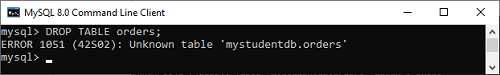 MySQL 8.0 Command Line Client
mysql> DROP TABLE orders;
ERROR 1051 (42S02): Unknown table 'mystudentdb.orders'
mysql>